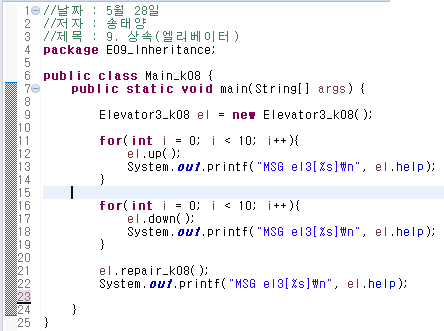 1 //날짜 : 5월 28일
2 //저자 : 송태양
3 //제목 : 9. 상속(엘리베이터)
4 package E09_Inheritance;
5
6 public class Main_k08 {
7 public static void main(String[] args) {
8
9 Elevator3_k08 el = new Elevator3_k08();
10
11 for(int i = 0; i < 10; i++){
12 el.up();
13 System.out.printf("MSG el3[%s]₩n", el.help);
14 }
15
16 for(int i = 0; i < 10; i++){
17 el.down();
18 System.out.printf("MSG el3[%s]₩n", el.help);
19 }
20
21 el.repair_k08();
22 System.out.printf("MSG el3[%s]₩n", el.help);
23
24 }
25 }